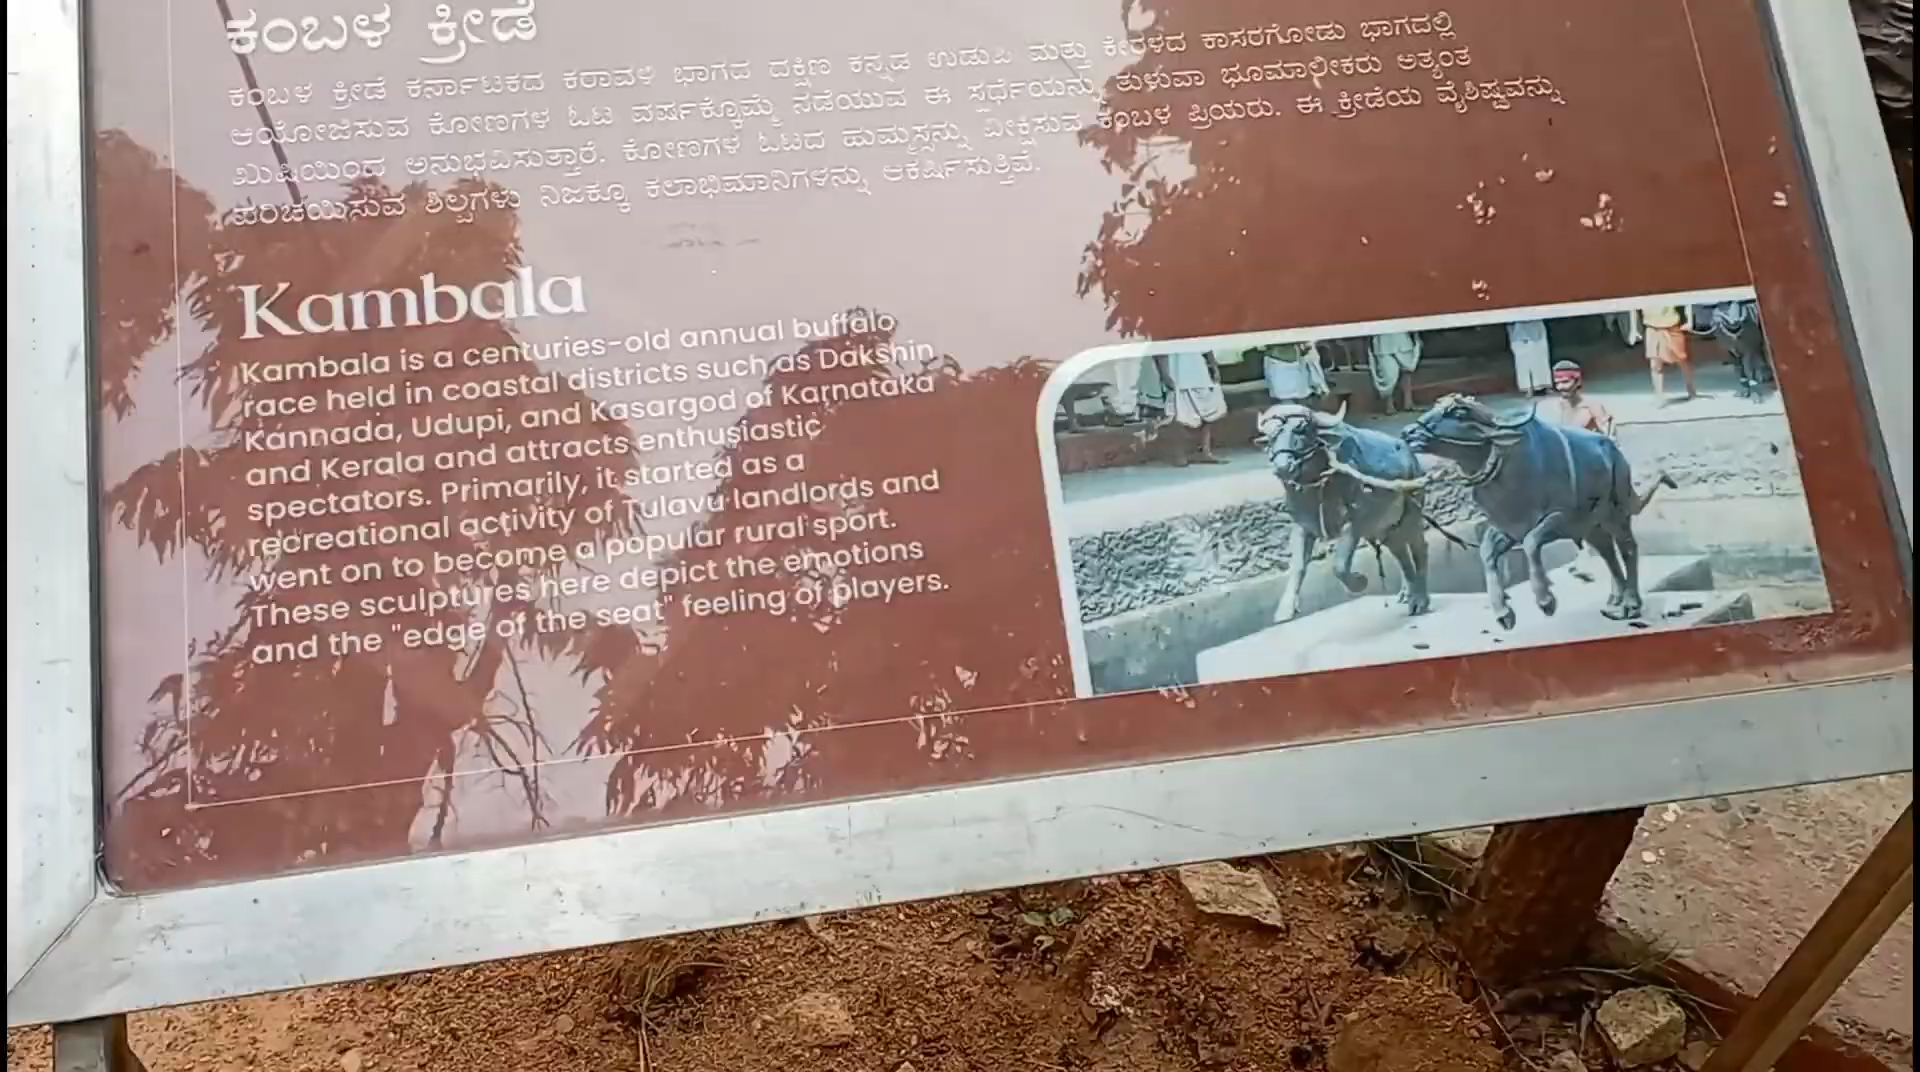 ಕಂಬಳ ಕ್ರೀಡೆ
ಕಂಬಳ ಕ್ರೀಡೆ ಕರ್ನಾಟಕದ ಕರಾವಳಿ ಭಾಗದ ದಕ್ಷಿಣ ಕನ್ನಡ ಉಡುಪಿ ಮತ್ತು ಕೇರಳದ ಕಾಸರಗೋಡು ಭಾಗದಲ್ಲಿ
ಆಯೋಜಿಸುವ ಕೋಣಗಳ ಓಟ ವರ್ಷಕ್ಕೊಮ್ಮೆ ನಡೆಯುವ ಈ ಸ್ಪರ್ಧೆಯನ್ನು ತುಳುವಾ ಭೂಮಾಲೀಕರು ಅತ್ಯಂತ
ಖುಷಿಯಿಂದ ಅನುಭವಿಸುತ್ತಾರೆ. ಕೋಣಗಳ ಓಟದ ಹುಮ್ಮಸ್ಸನ್ನು ವೀಕ್ಷಿಸುವ ಕಂಬಳ ಪ್ರಿಯರು. ಈ ಕ್ರೀಡೆಯ ವೈಶಿಷ್ಟ್ಯವನ್ನು
ಪರಿಚಯಿಸುವ ಶಿಲ್ಪಗಳು ನಿಜಕ್ಕೂ ಕಲಾಭಿಮಾನಿಗಳನ್ನು ಆಕರ್ಷಿಸುತ್ತಿವೆ.
Kambala
Kambala is a centuries-old annual buffalo
race held in coastal districts such as Dakshin
Kannada, Udupi, and Kasargod of Karnataka
and Kerala and attracts enthusiastic
spectators. Primarily, it started as a
recreational activity of Tulavu landlords and
went on to become a popular rural sport.
These sculptures here depict the emotions
and the "edge of the seat" feeling of players.